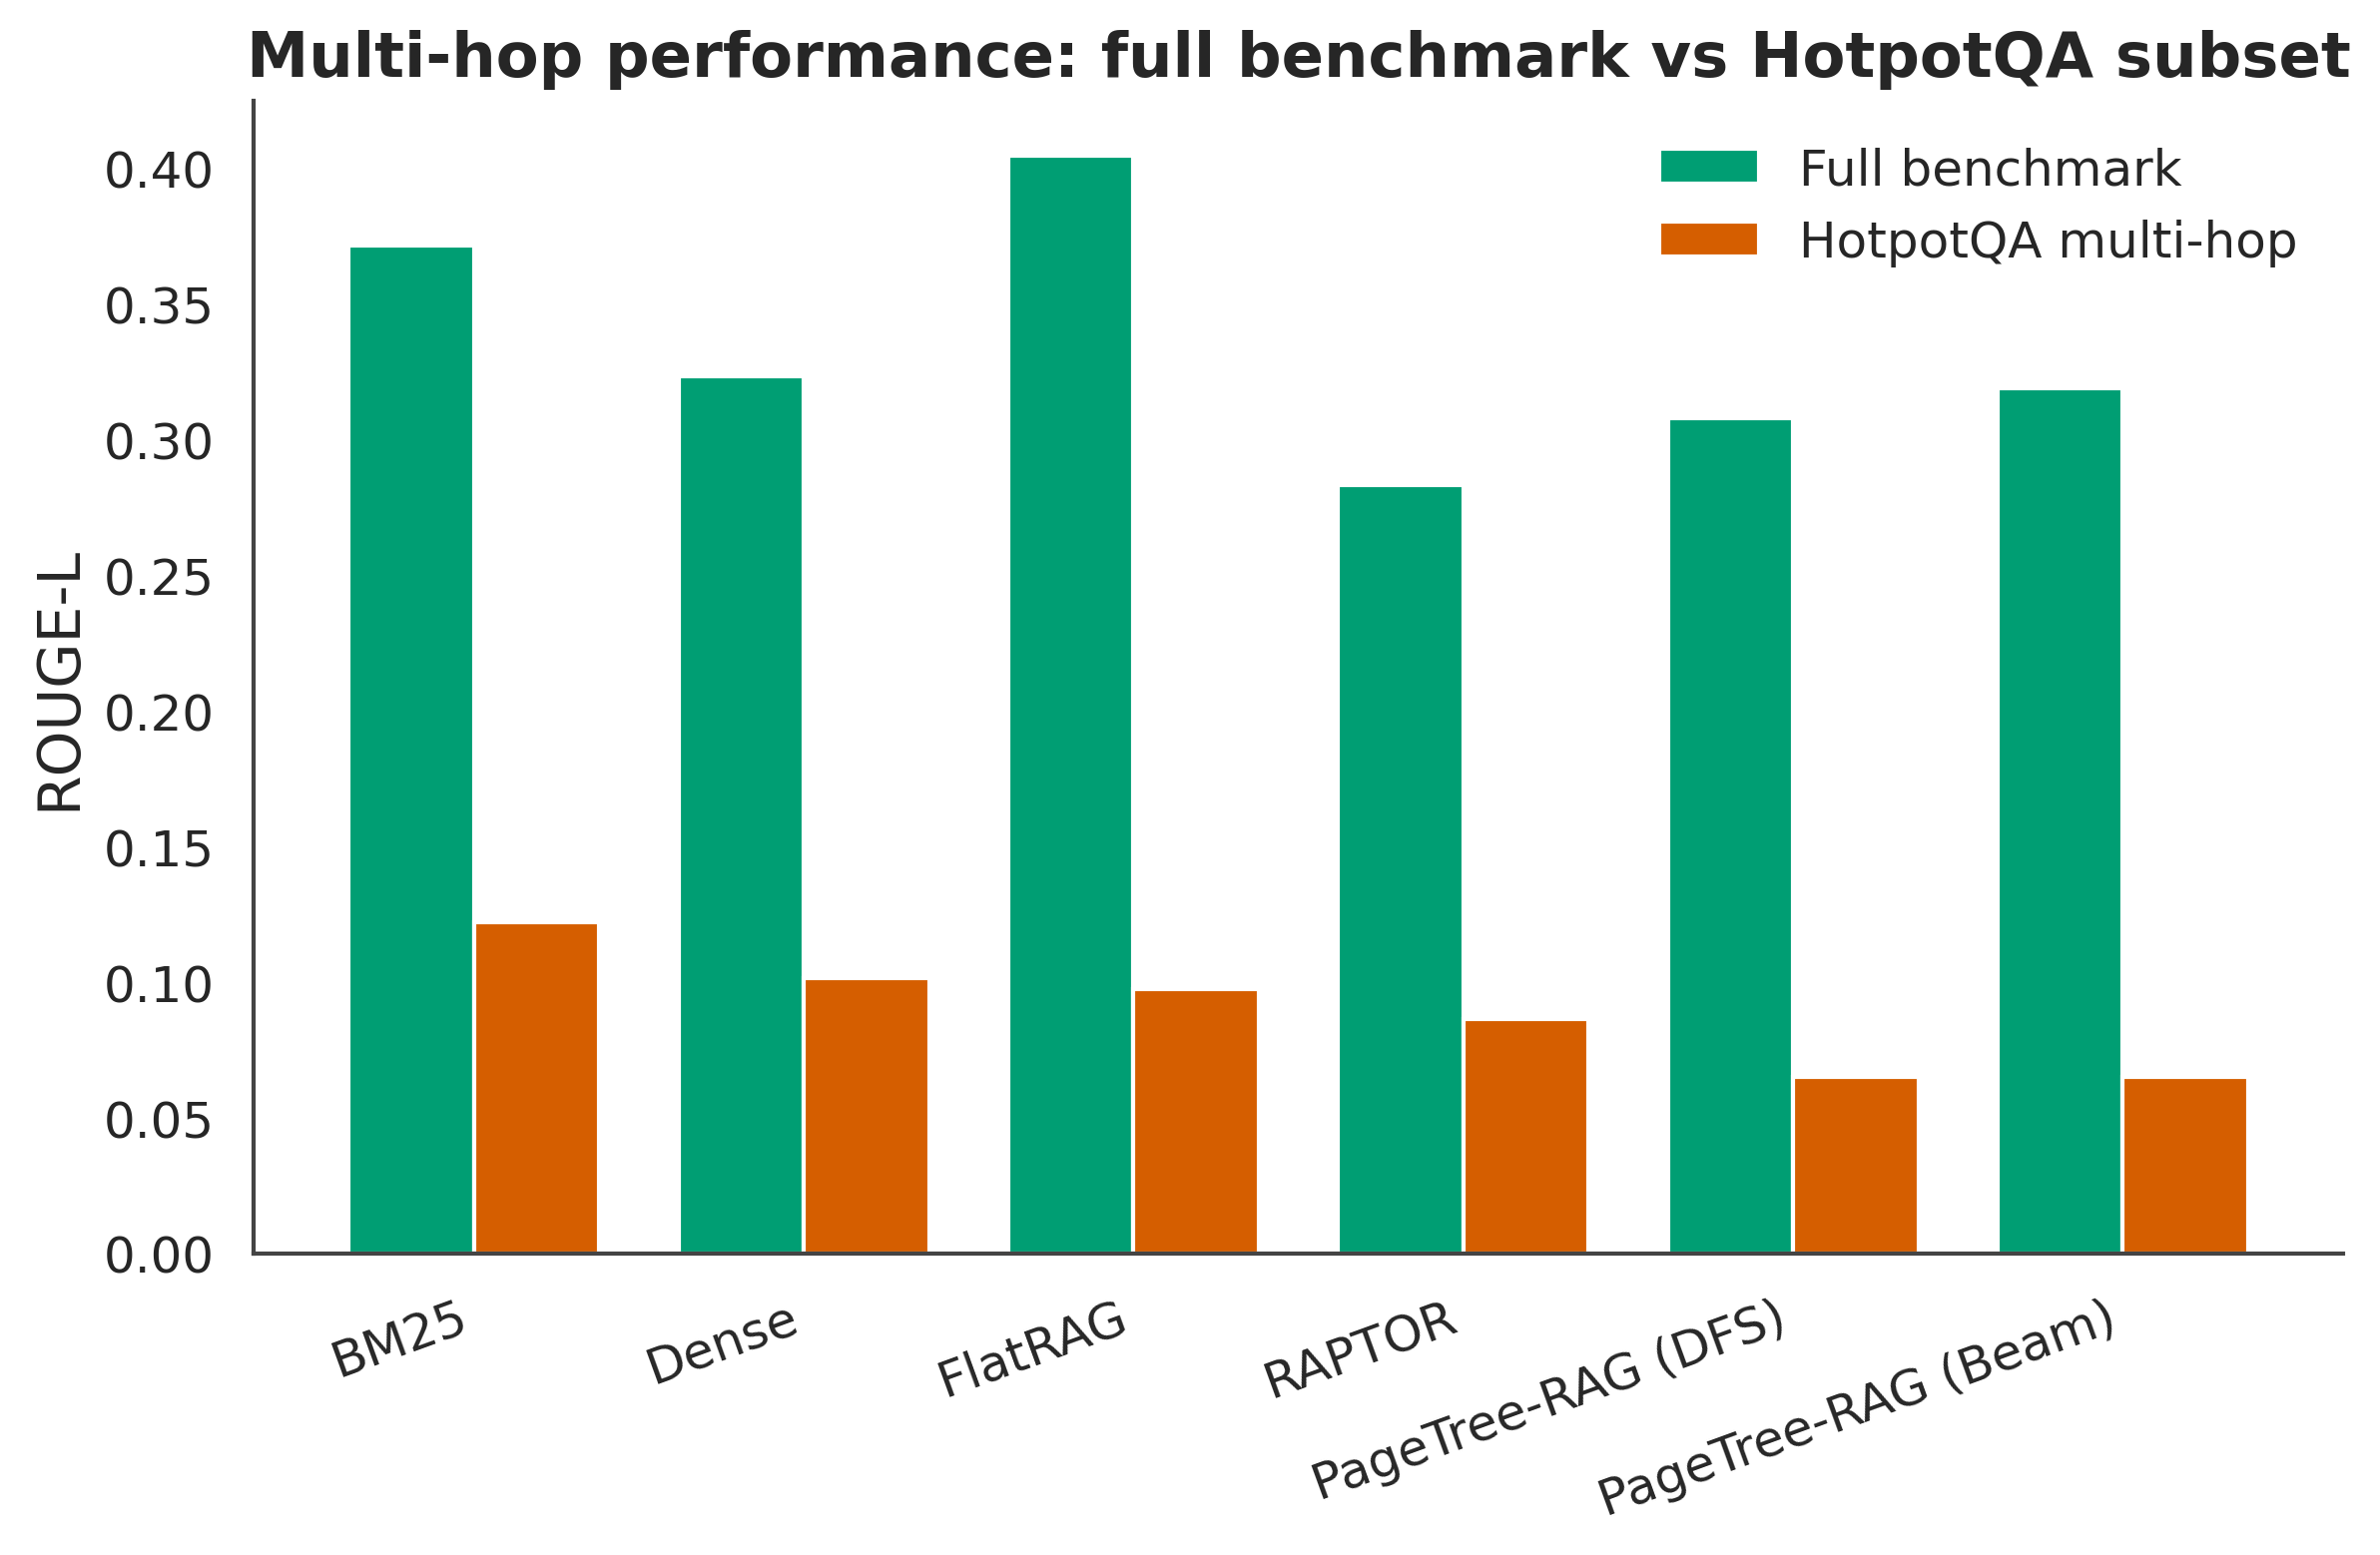 Multi-hop performance: full benchmark vs HotpotQA subset
Full benchmark
HotpotQA multi-hop
ROUGE-L
0.40
0.35
0.30
0.25
0.20
0.15
0.10
0.05
0.00
BM25
Dense
FlatRAG
RAPTOR
PageTree-RAG (DFS)
PageTree-RAG (Beam)